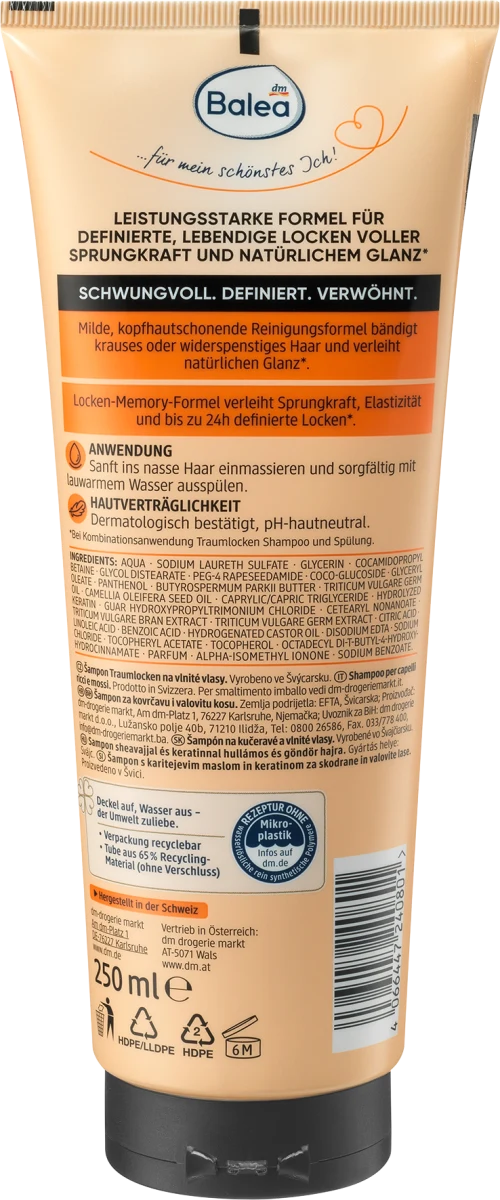 dm
Balea
...für mein schönstes Ich!
LEISTUNGSSTARKE FORMEL FÜR
DEFINIERTE, LEBENDIGE LOCKEN VOLLER
SPRUNGKRAFT UND NATÜRLICHEM GLANZ*
SCHWUNGVOLL. DEFINIERT. VERWÖHNT.
Milde, kopfhautschonende Reinigungsformel bändigt
krauses oder widerspenstiges Haar und verleiht
natürlichen Glanz*.
Locken-Memory-Formel verleiht Sprungkraft, Elastizität
und bis zu 24h definierte Locken*.
ANWENDUNG
Sanft ins nasse Haar einmassieren und sorgfältig mit
lauwarmem Wasser ausspülen.
HAUTVERTRÄGLICHKEIT
Dermatologisch bestätigt, pH-hautneutral.
*Bei Kombinationsanwendung Traumlocken Shampoo und Spülung.
INGREDIENTS: AQUA · SODIUM LAURETH SULFATE · GLYCERIN · COCAMIDOPROPYL
BETAINE · GLYCOL DISTEARATE · PEG-4 RAPESEEDAMIDE · COCO-GLUCOSIDE · GLYCERYL
OLEATE · PANTHENOL · BUTYROSPERMUM PARKII BUTTER · TRITICUM VULGARE GERM
OIL · CAMELLIA OLEIFERA SEED OIL · CAPRYLIC/CAPRIC TRIGLYCERIDE · HYDROLYZED
KERATIN · GUAR HYDROXYPROPYLTRIMONIUM CHLORIDE · CETEARYL NONANOATE ·
TRITICUM VULGARE BRAN EXTRACT · TRITICUM VULGARE GERM EXTRACT · CITRIC ACID ·
LINOLEIC ACID · BENZOIC ACID · HYDROGENATED CASTOR OIL · DISODIUM EDTA · SODIUM
CHLORIDE · TOCOPHERYL ACETATE · TOCOPHEROL · OCTADECYL DI-T-BUTYL-4-HYDROXY-
HYDROCINNAMATE · PARFUM · ALPHA-ISOMETHYL IONONE · SODIUM BENZOATE.
Šampon Traumlocken na vlnité vlasy. Vyrobeno ve Švýcarsku. IT Shampoo per capelli
ricci e mossi. Prodotto in Svizzera. Per smaltimento imballo vedi dm-drogeriemarkt.it.
Šampon za kovrčavu i valovitu kosu. Zemlja porijetla: EFTA, Švicarska; Proizvođač:
dm-drogerie markt, Am dm-Platz 1, 76227 Karlsruhe, Njemačka; Uvoznik za BiH: dm drogerie
markt d.o.o., Lužansko polje 40b, 71210 Ilidža, Tel: 0800 26586, Fax. 033/778 400,
info@dm-drogeriemarkt.ba. SK Šampón na kučeravé a vlnité vlasy. Vyrobené vo Švajčiarsku.
Sampon sheavajjal és keratinnal hullámos és göndör hajra. Gyártás helye:
Svájc. Šampon s karitejevim maslom in keratinom za skodrane in valovite lase.
Proizvedeno v Švici.
Deckel auf, Wasser aus –
der Umwelt zuliebe.
• Verpackung recyclebar
• Tube aus 65% Recycling-
Material (ohne Verschluss)
REZEPTUR OHNE
Mikro-
plastik
Infos auf
dm.de
wasserlösliche rein synthetische Polymere
Hergestellt in der Schweiz
dm-drogerie markt
Am dm-Platz 1
DE-76227 Karlsruhe
www.dm.de
Vertrieb in Österreich:
dm drogerie markt
AT-5071 Wals
www.dm.at
250 ml e
HDPE/LLDPE
2
HDPE
6 M
4 066447 240801 >